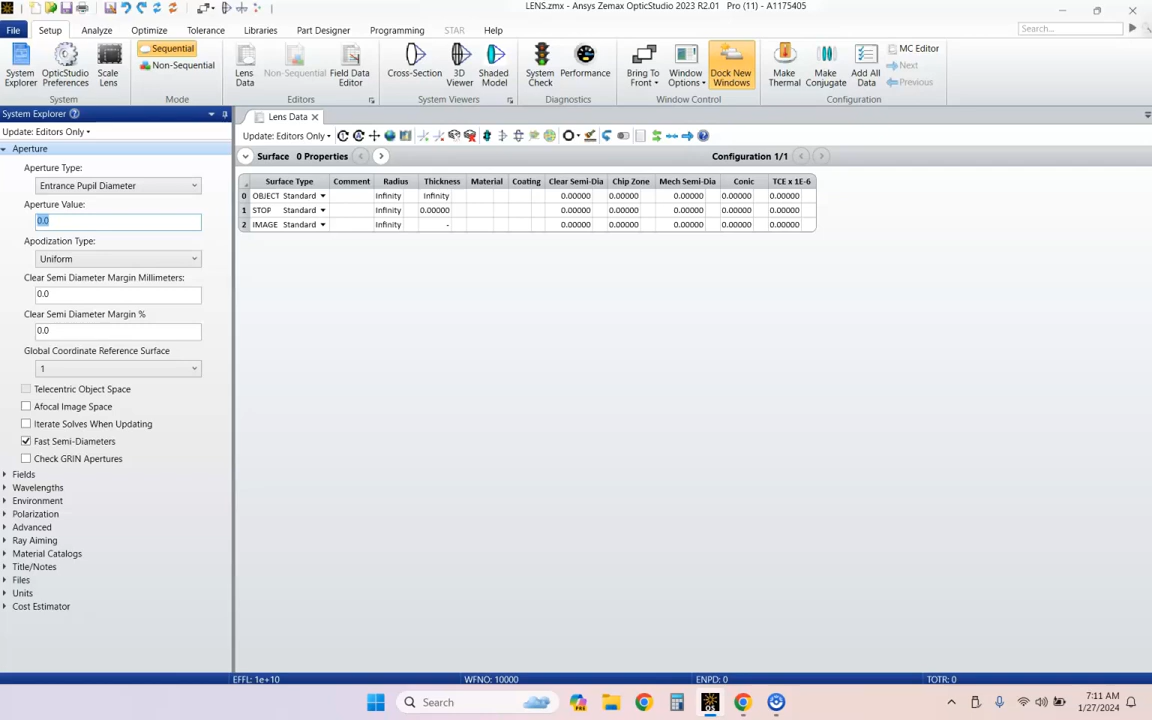 LENS.zmx - Ansys Zemax OpticStudio 2023 R2.01 - Pro (11) - A1175405
File Setup Analyze Optimize Tolerance Libraries Part Designer Programming STAR Help Search...
System Explorer OpticStudio Preferences Scale Lens
System
Sequential
Non-Sequential
Mode
Lens Data Non-Sequential Field Data Editor
Editors
Cross-Section 3D Viewer Shaded Model
System Viewers
System Check Performance
Diagnostics
Bring To Front Window Options Dock New Windows
Window Control
Make Thermal Make Conjugate Add All Data
MC Editor
Next
Previous
Configuration
System Explorer
Update: Editors Only
Aperture
Aperture Type:
Entrance Pupil Diameter
Aperture Value:
0.0
Apodization Type:
Uniform
Clear Semi Diameter Margin Millimeters:
0.0
Clear Semi Diameter Margin %
0.0
Global Coordinate Reference Surface
1
Telecentric Object Space
Afocal Image Space
Iterate Solves When Updating
Fast Semi-Diameters
Check GRIN Apertures
Fields
Wavelengths
Environment
Polarization
Advanced
Ray Aiming
Material Catalogs
Title/Notes
Files
Units
Cost Estimator
Lens Data
Update: Editors Only
Surface 0 Properties Configuration 1/1
Surface Type Comment Radius Thickness Material Coating Clear Semi-Dia Chip Zone Mech Semi-Dia Conic TCE x 1E-6
0 OBJECT Standard Infinity Infinity 0.00000 0.00000 0.00000 0.00000 0.00000
1 STOP Standard Infinity 0.00000 0.00000 0.00000 0.00000 0.00000 0.00000
2 IMAGE Standard Infinity - 0.00000 0.00000 0.00000 0.00000 0.00000
EFFL: 1e+10 WFNO: 10000 ENPD: 0 TOTR: 0
Search
7:11 AM
1/27/2024